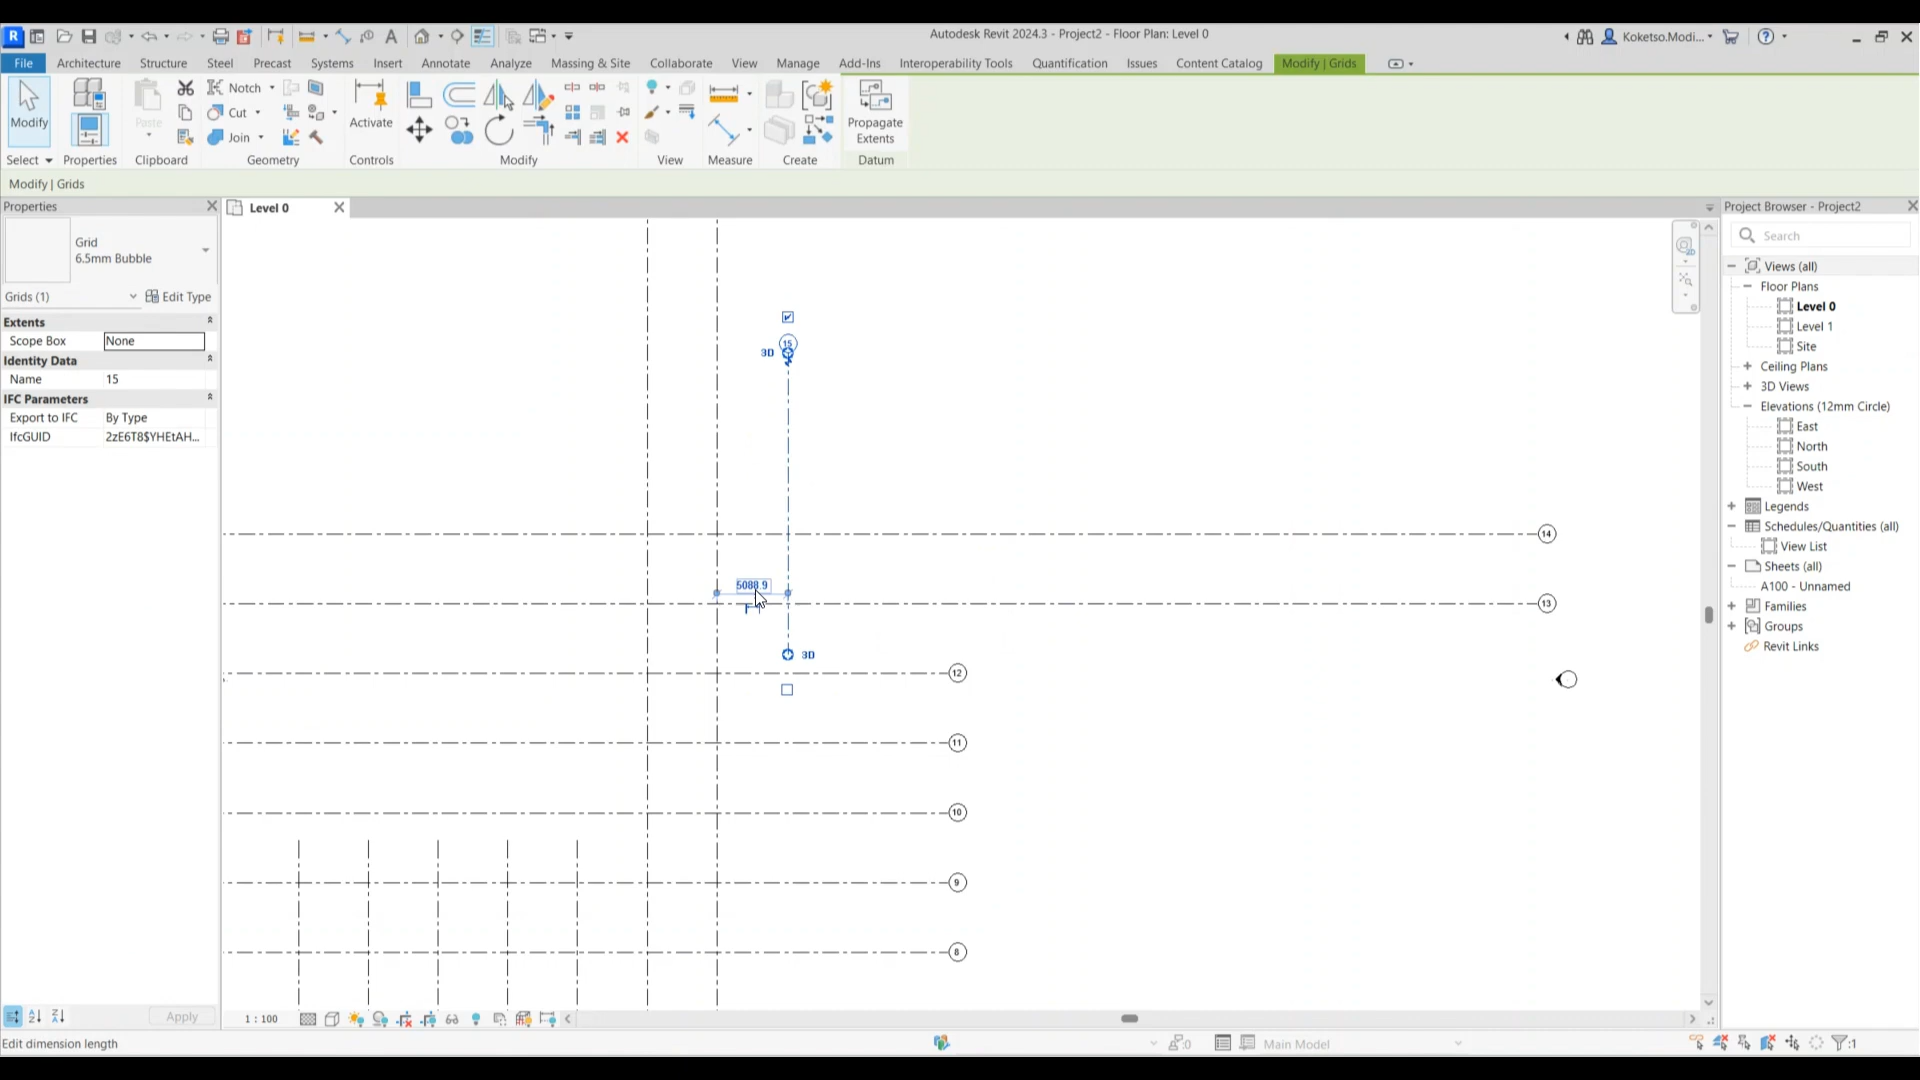 R
Autodesk Revit 2024.3 - Project2 - Floor Plan: Level 0
Koketso.Modi...
File Architecture Structure Steel Precast Systems Insert Annotate Analyze Massing & Site Collaborate View Manage Add-Ins Interoperability Tools Quantification Issues Content Catalog Modify | Grids
Modify
Paste
Notch
Cut
Join
Activate
Propagate
Extents
Select Properties Clipboard Geometry Controls Modify View Measure Create Datum
Modify | Grids
Properties
Grid
6.5mm Bubble
Grids (1)
Edit Type
Extents
Scope Box None
Identity Data
Name 15
IFC Parameters
Export to IFC By Type
IfcGUID 2zE6T8$YHEtAH...
Apply
Level 0
15
3D
14
5088.9
13
3D
12
11
10
9
8
1 : 100
Project Browser - Project2
Search
Views (all)
Floor Plans
Level 0
Level 1
Site
Ceiling Plans
3D Views
Elevations (12mm Circle)
East
North
South
West
Legends
Schedules/Quantities (all)
View List
Sheets (all)
A100 - Unnamed
Families
Groups
Revit Links
Edit dimension length
:0
Main Model
:1